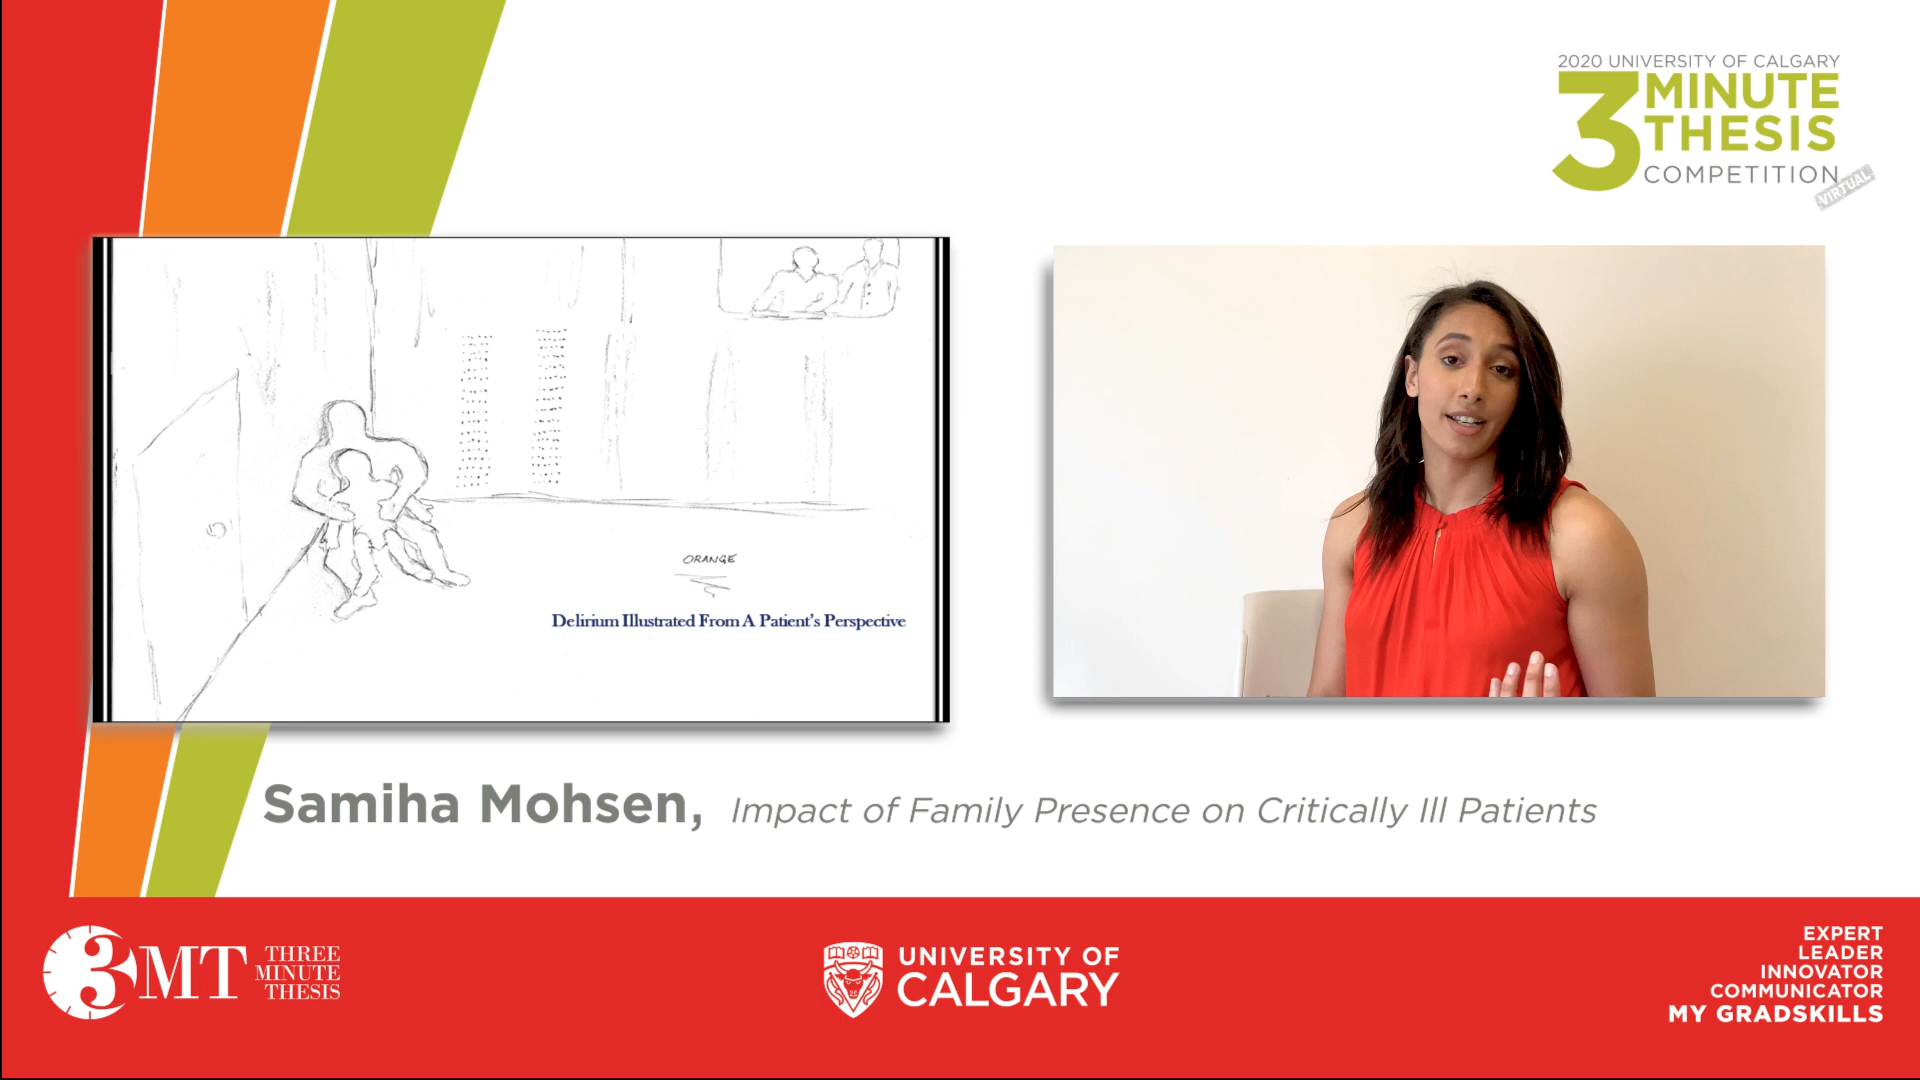 2020 UNIVERSITY OF CALGARY
3 MINUTE
THESIS
COMPETITION
VIRTUAL
ORANGE
Delirium Illustrated From A Patient's Perspective
Samiha Mohsen, Impact of Family Presence on Critically Ill Patients
3MT THREE
MINUTE
THESIS
UNIVERSITY OF
CALGARY
EXPERT
LEADER
INNOVATOR
COMMUNICATOR
MY GRADSKILLS